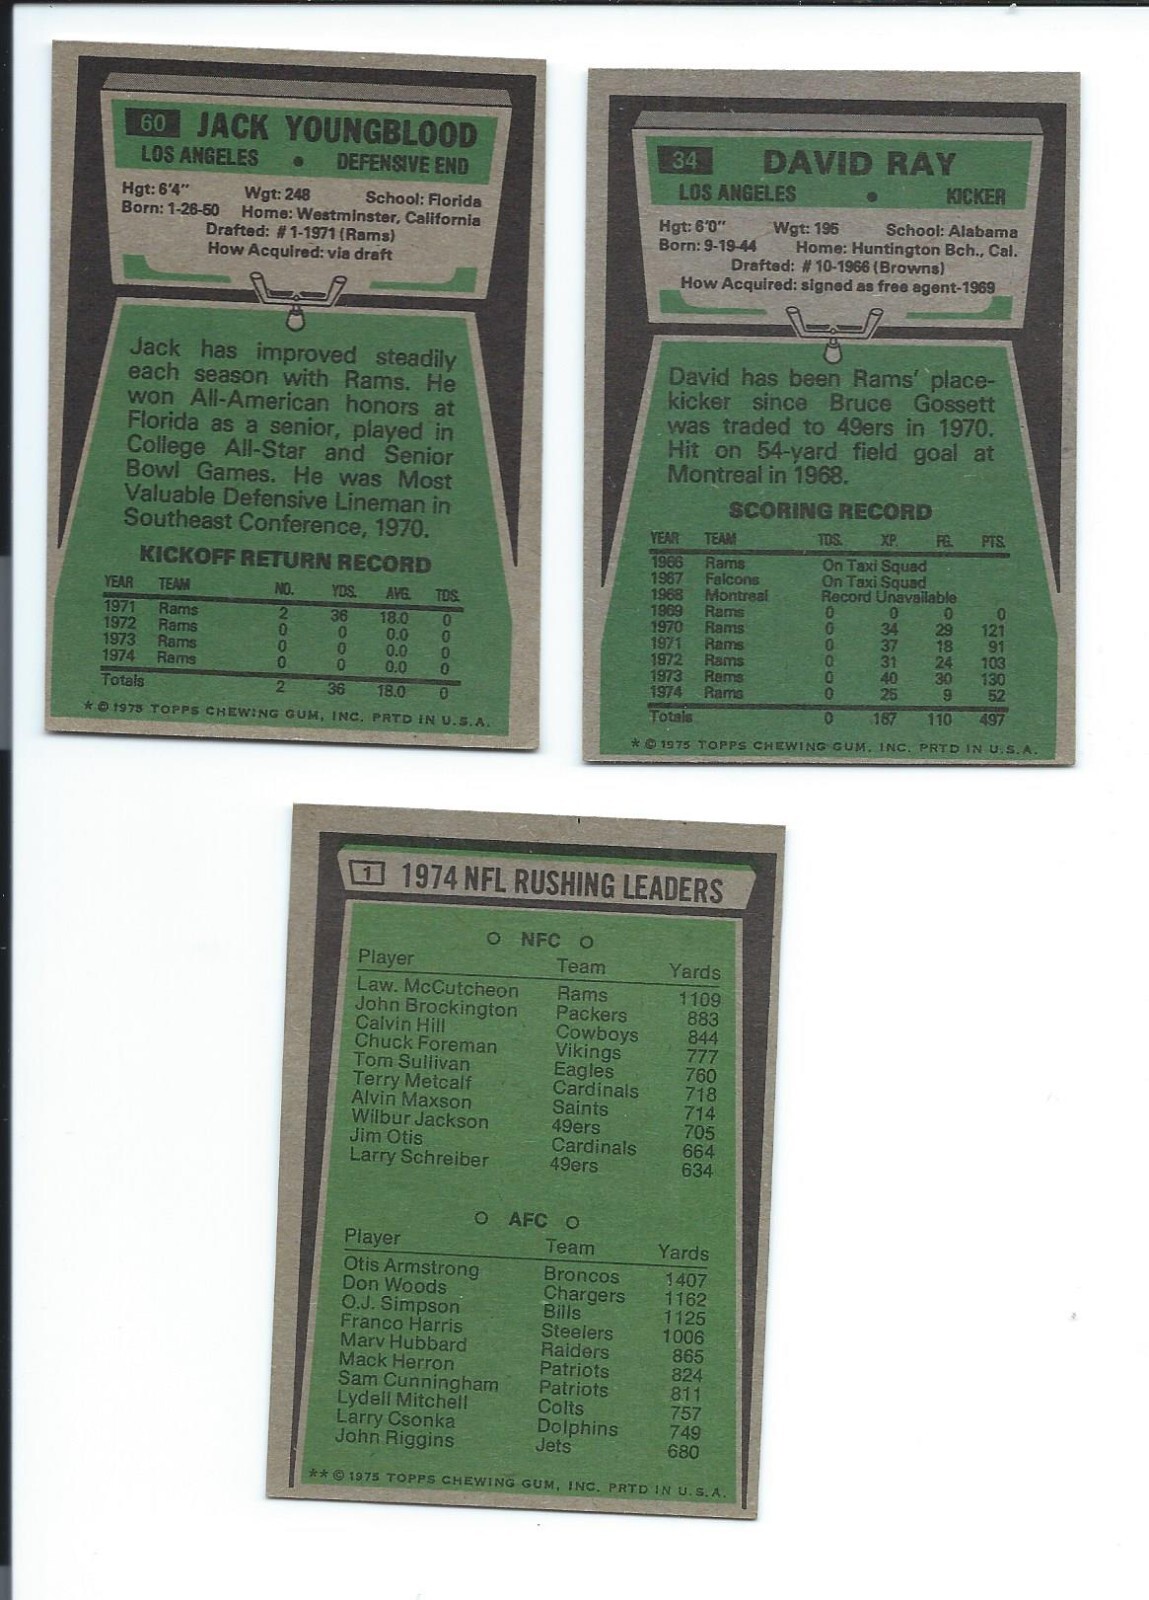 60 JACK YOUNGBLOOD
LOS ANGELES • DEFENSIVE END
Hgt: 6'4" Wgt: 248 School: Florida
Born: 1-26-50 Home: Westminster, California
Drafted: #1-1971 (Rams)
How Acquired: via draft
Jack has improved steadily
each season with Rams. He
won All-American honors at
Florida as a senior, played in
College All-Star and Senior
Bowl Games. He was Most
Valuable Defensive Lineman in
Southeast Conference, 1970.
KICKOFF RETURN RECORD
YEAR TEAM NO. YDS. AVG. TDS.
1971 Rams 2 36 18.0 0
1972 Rams 0 0 0.0 0
1973 Rams 0 0 0.0 0
1974 Rams 0 0 0.0 0
Totals 2 36 18.0 0
* © 1975 TOPPS CHEWING GUM, INC. PRTD IN U.S.A.
34 DAVID RAY
LOS ANGELES • KICKER
Hgt: 6'0" Wgt: 195 School: Alabama
Born: 9-19-44 Home: Huntington Bch., Cal.
Drafted: #10-1966 (Browns)
How Acquired: signed as free agent-1969
David has been Rams' place-
kicker since Bruce Gossett
was traded to 49ers in 1970.
Hit on 54-yard field goal at
Montreal in 1968.
SCORING RECORD
YEAR TEAM TDS. XP. FG. PTS.
1966 Rams On Taxi Squad
1967 Falcons On Taxi Squad
1968 Montreal Record Unavailable
1969 Rams 0 0 0 0
1970 Rams 0 34 29 121
1971 Rams 0 37 18 91
1972 Rams 0 31 24 103
1973 Rams 0 40 30 130
1974 Rams 0 25 9 52
Totals 0 167 110 497
* © 1975 TOPPS CHEWING GUM, INC. PRTD IN U.S.A.
1 1974 NFL RUSHING LEADERS
NFC
Player Team Yards
Law. McCutcheon Rams 1109
John Brockington Packers 883
Calvin Hill Cowboys 844
Chuck Foreman Vikings 777
Tom Sullivan Eagles 760
Terry Metcalf Cardinals 718
Alvin Maxson Saints 714
Wilbur Jackson 49ers 705
Jim Otis Cardinals 664
Larry Schreiber 49ers 634
AFC
Player Team Yards
Otis Armstrong Broncos 1407
Don Woods Chargers 1162
O.J. Simpson Bills 1125
Franco Harris Steelers 1006
Marv Hubbard Raiders 865
Mack Herron Patriots 824
Sam Cunningham Patriots 811
Lydell Mitchell Colts 757
Larry Csonka Dolphins 749
John Riggins Jets 680
** © 1975 TOPPS CHEWING GUM, INC. PRTD IN U.S.A.